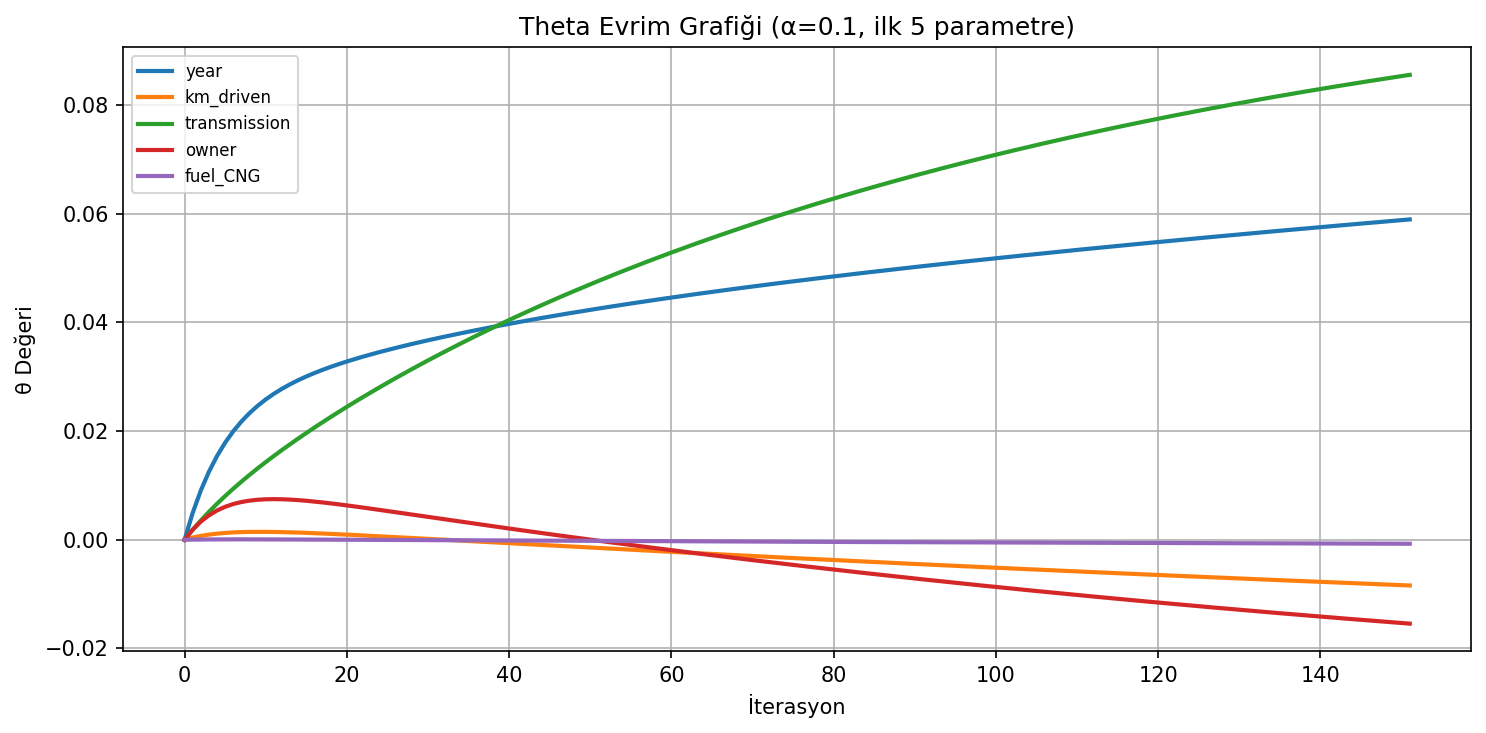 Theta Evrim Grafiği (α=0.1, ilk 5 parametre)
year
km_driven
transmission
owner
fuel_CNG
θ Değeri
0.08
0.06
0.04
0.02
0.00
−0.02
0 20 40 60 80 100 120 140
İterasyon